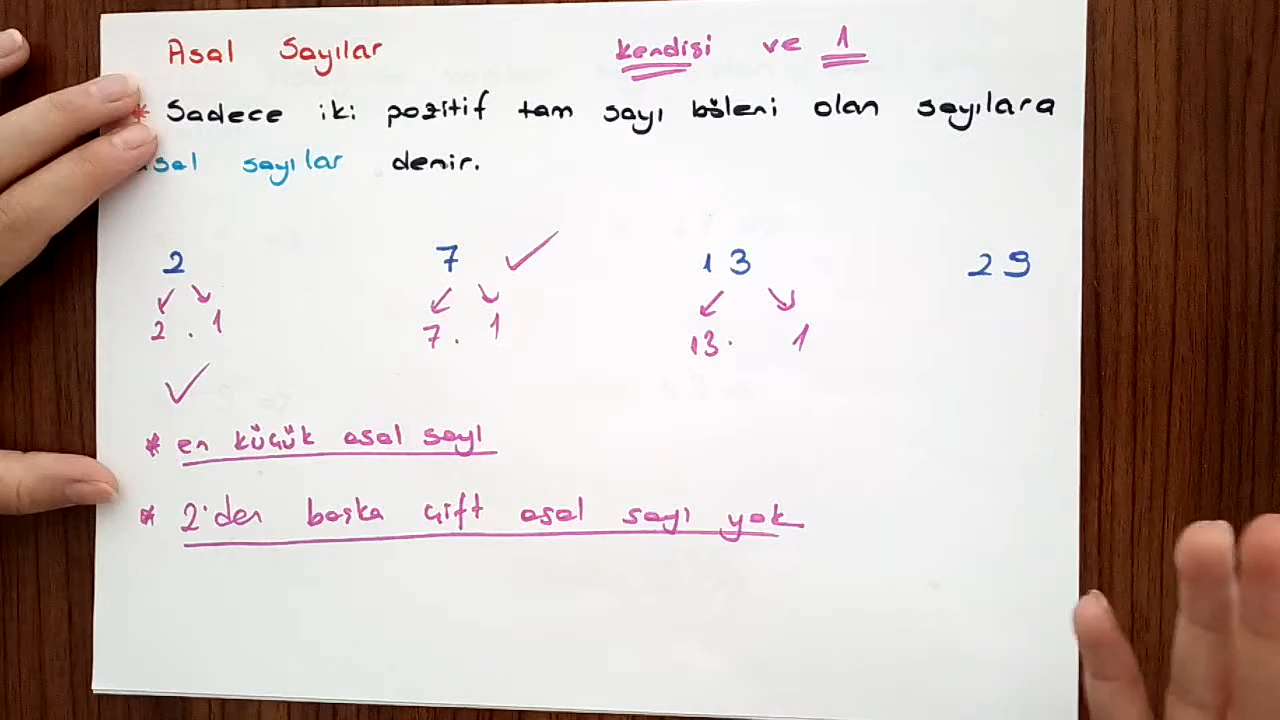 Asal Sayılar
kendisi ve 1
* Sadece iki pozitif tam sayı böleni olan sayılara
asal sayılar denir.
2 7 ✓ 13 29
2 . 1 7 . 1 13 . 1
✓
* en küçük asal sayı
* 2'den başka çift asal sayı yok